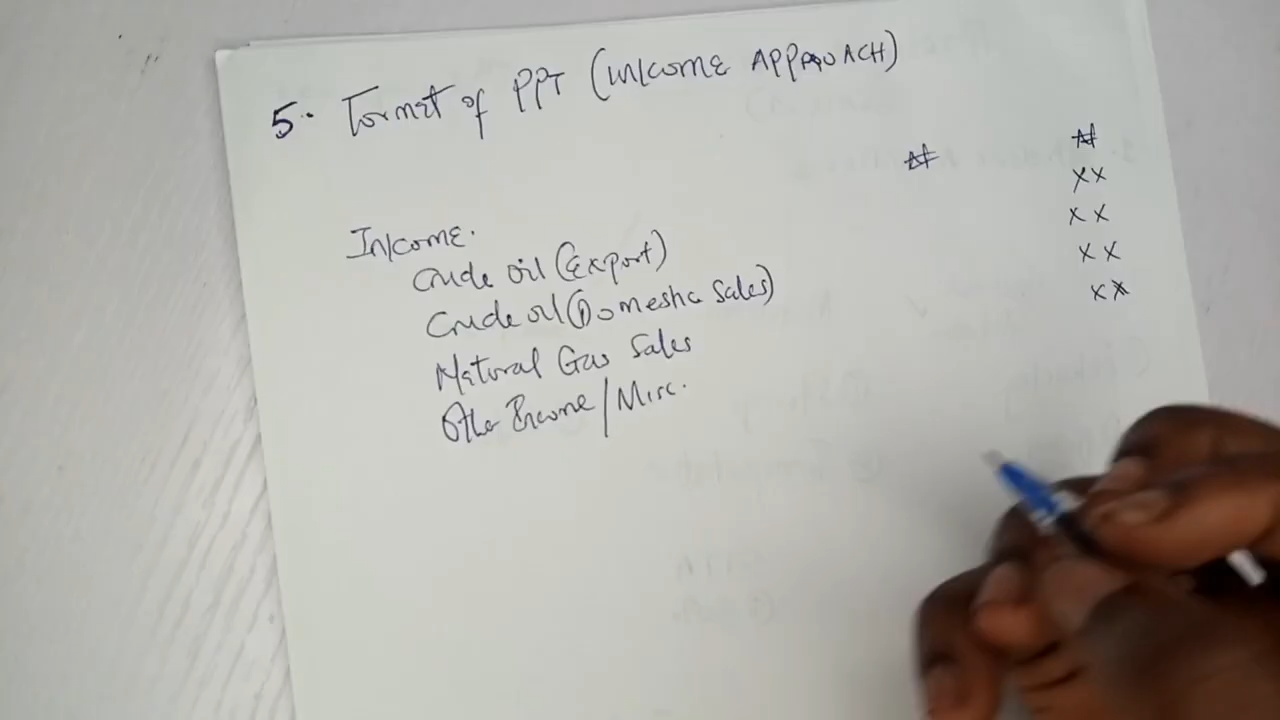 5. Format of PPT (INCOME APPROACH)
₦ ₦
Income. XX
Crude oil (Export) XX
Crude oil (Domestic Sales) XX
Natural Gas Sales XX
Other Income/Misc.